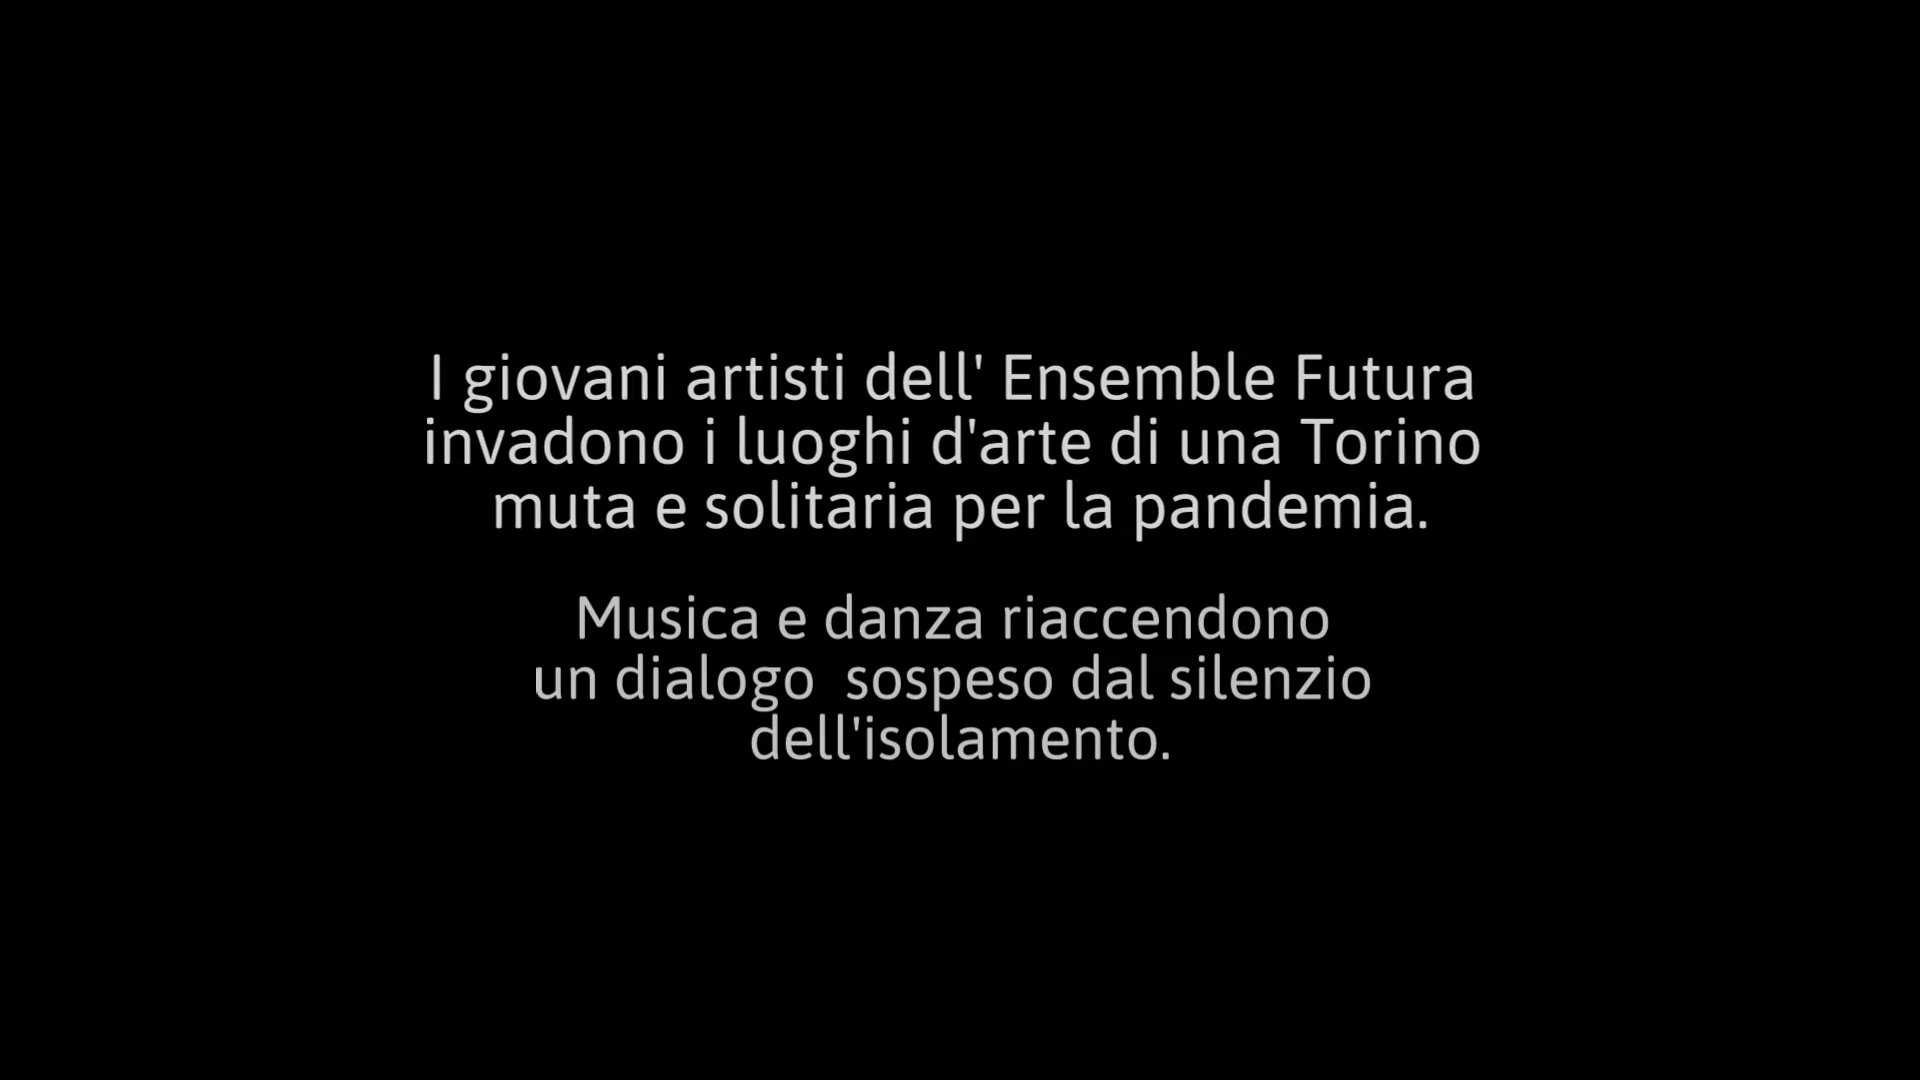 I giovani artisti dell' Ensemble Futura
invadono i luoghi d'arte di una Torino
muta e solitaria per la pandemia.
Musica e danza riaccendono
un dialogo  sospeso dal silenzio
dell'isolamento.